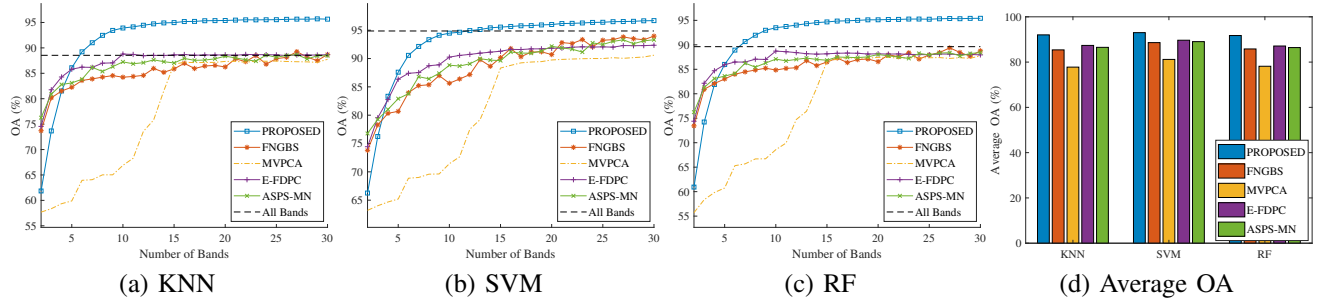 OA (%)
95
90
85
80
75
70
65
60
55
5 10 15 20 25 30
Number of Bands
PROPOSED
FNGBS
MVPCA
E-FDPC
ASPS-MN
All Bands
(a) KNN
OA (%)
95
90
85
80
75
70
65
5 10 15 20 25 30
Number of Bands
PROPOSED
FNGBS
MVPCA
E-FDPC
ASPS-MN
All Bands
(b) SVM
OA (%)
95
90
85
80
75
70
65
60
55
5 10 15 20 25 30
Number of Bands
PROPOSED
FNGBS
MVPCA
E-FDPC
ASPS-MN
All Bands
(c) RF
Average OA (%)
100
80
60
40
20
0
KNN SVM RF
PROPOSED
FNGBS
MVPCA
E-FDPC
ASPS-MN
(d) Average OA